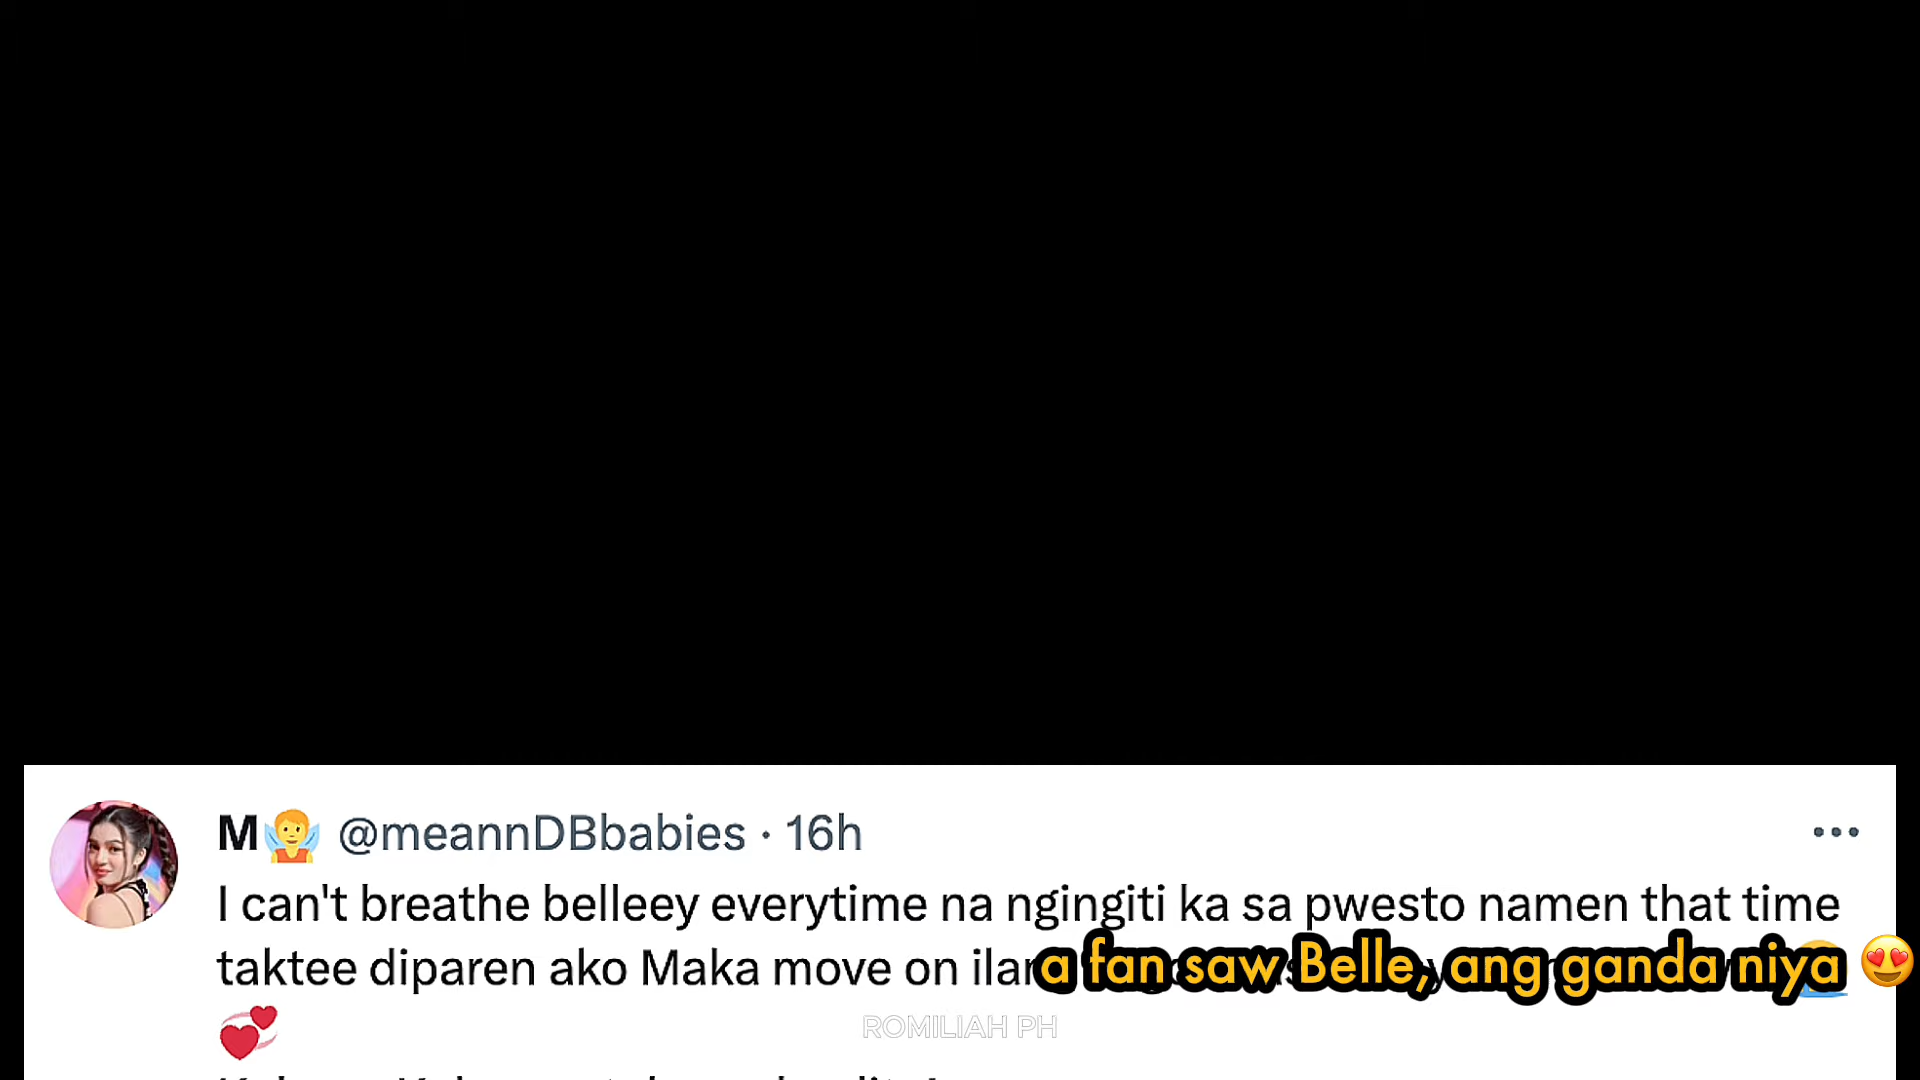 M @meannDBbabies · 16h
I can't breathe belleey everytime na ngingiti ka sa pwesto namen that time
taktee diparen ako Maka move on
a fan saw Belle, ang ganda niya 😍
💞
ROMILIAH PH